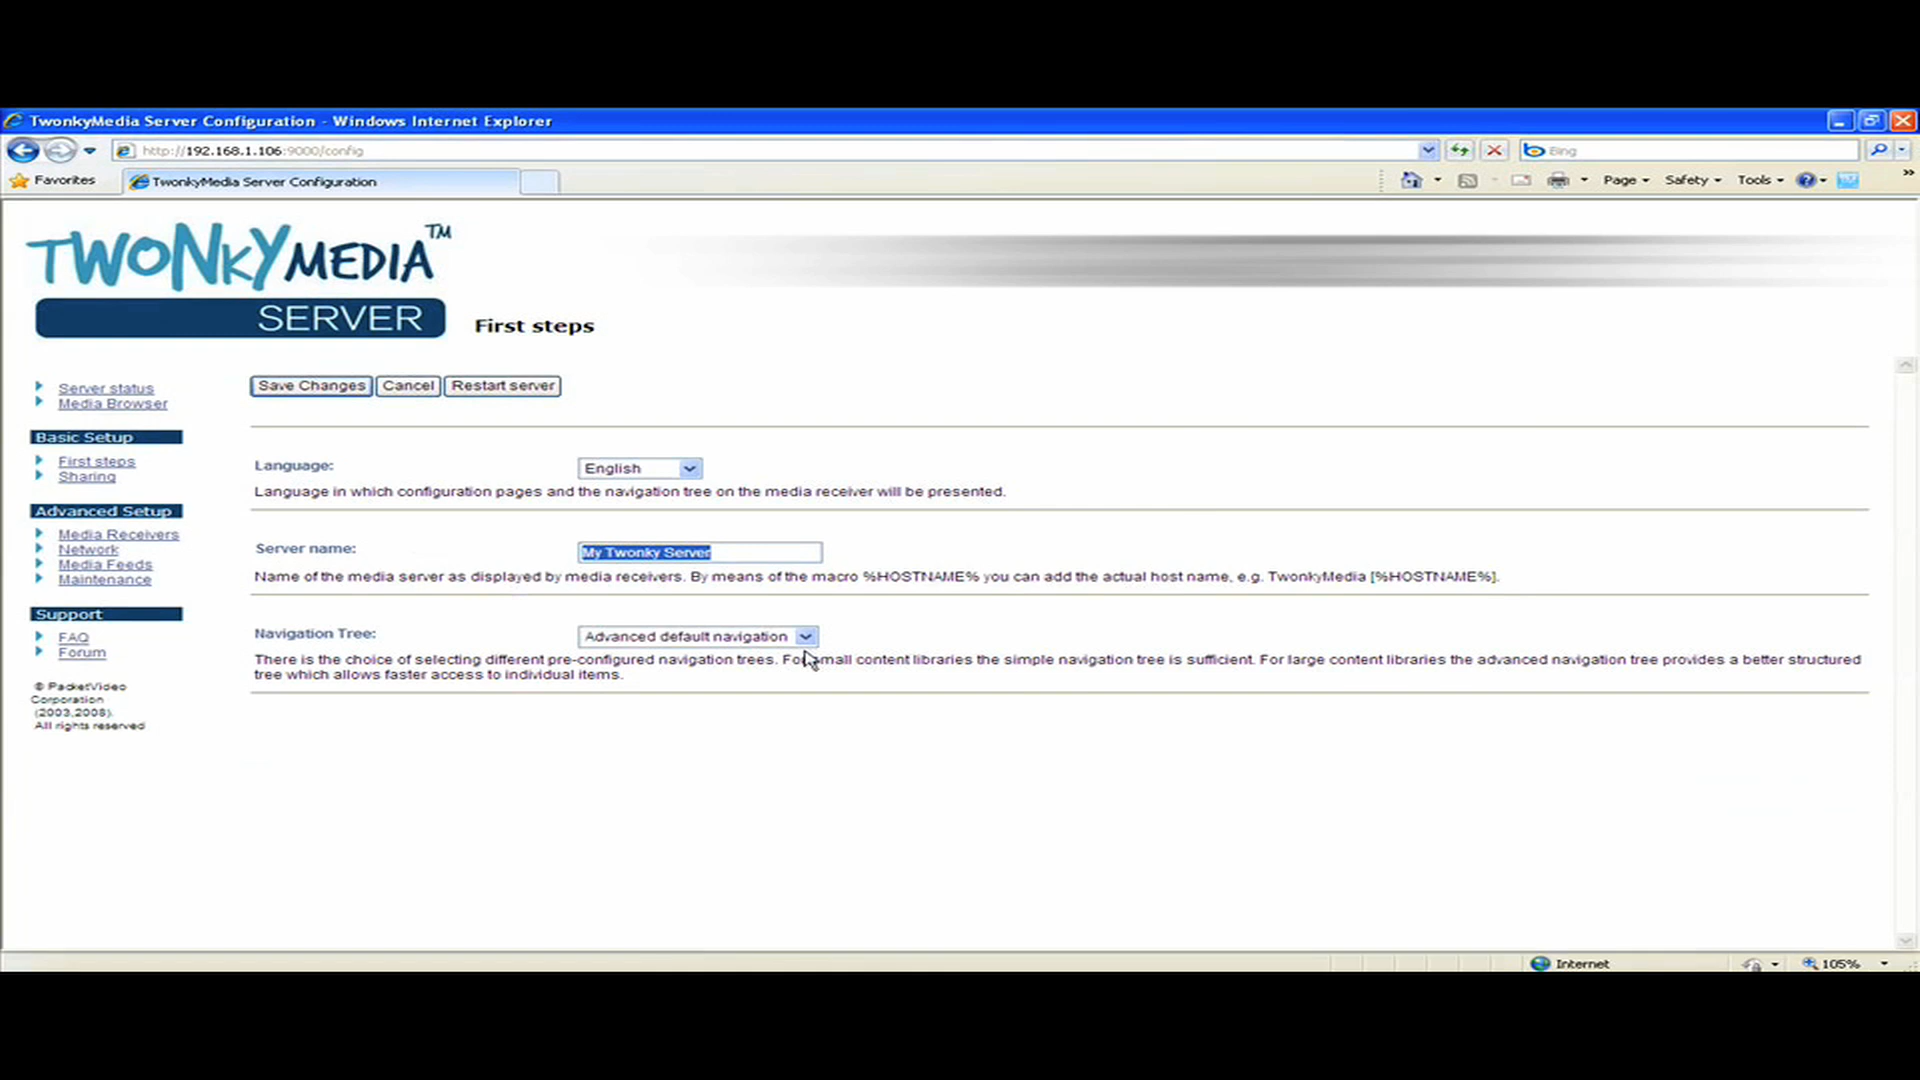 TwonkyMedia Server Configuration - Windows Internet Explorer
http://192.168.1.106:9000/config
Bing
Favorites
TwonkyMedia Server Configuration
Page
Safety
Tools
TWONKYMEDIA™
SERVER
First steps
Server status
Media Browser
Basic Setup
First steps
Sharing
Advanced Setup
Media Receivers
Network
Media Feeds
Maintenance
Support
FAQ
Forum
© PacketVideo
Corporation
(2003,2008).
All rights reserved
Save Changes
Cancel
Restart server
Language:
English
Language in which configuration pages and the navigation tree on the media receiver will be presented.
Server name:
My Twonky Server
Name of the media server as displayed by media receivers. By means of the macro %HOSTNAME% you can add the actual host name, e.g. TwonkyMedia [%HOSTNAME%].
Navigation Tree:
Advanced default navigation
There is the choice of selecting different pre-configured navigation trees. For small content libraries the simple navigation tree is sufficient. For large content libraries the advanced navigation tree provides a better structured
tree which allows faster access to individual items.
Internet
105%